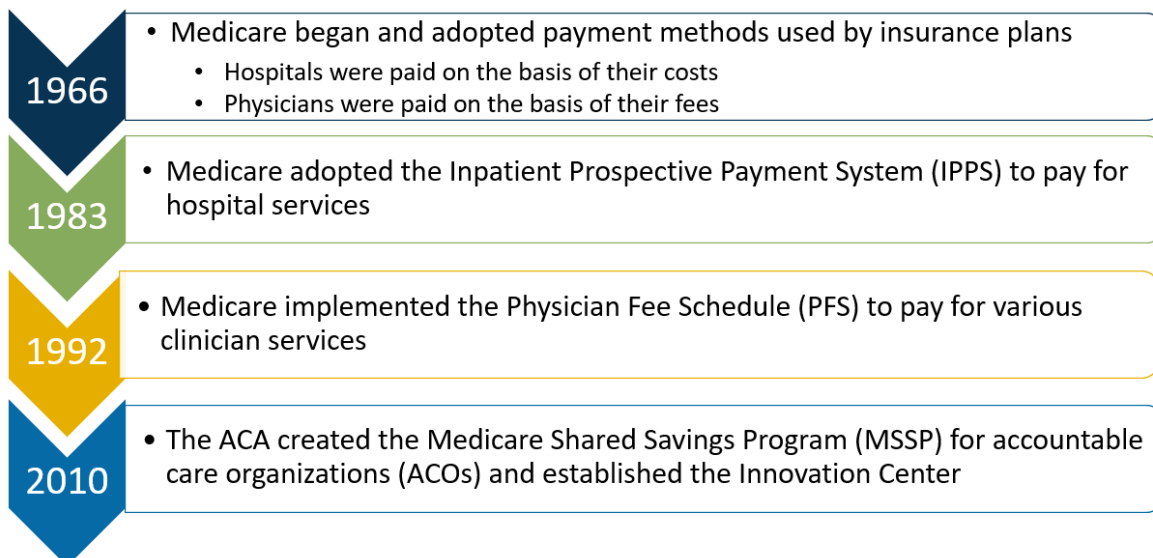 1966
• Medicare began and adopted payment methods used by insurance plans
• Hospitals were paid on the basis of their costs
• Physicians were paid on the basis of their fees
1983
• Medicare adopted the Inpatient Prospective Payment System (IPPS) to pay for
hospital services
1992
• Medicare implemented the Physician Fee Schedule (PFS) to pay for various
clinician services
2010
• The ACA created the Medicare Shared Savings Program (MSSP) for accountable
care organizations (ACOs) and established the Innovation Center